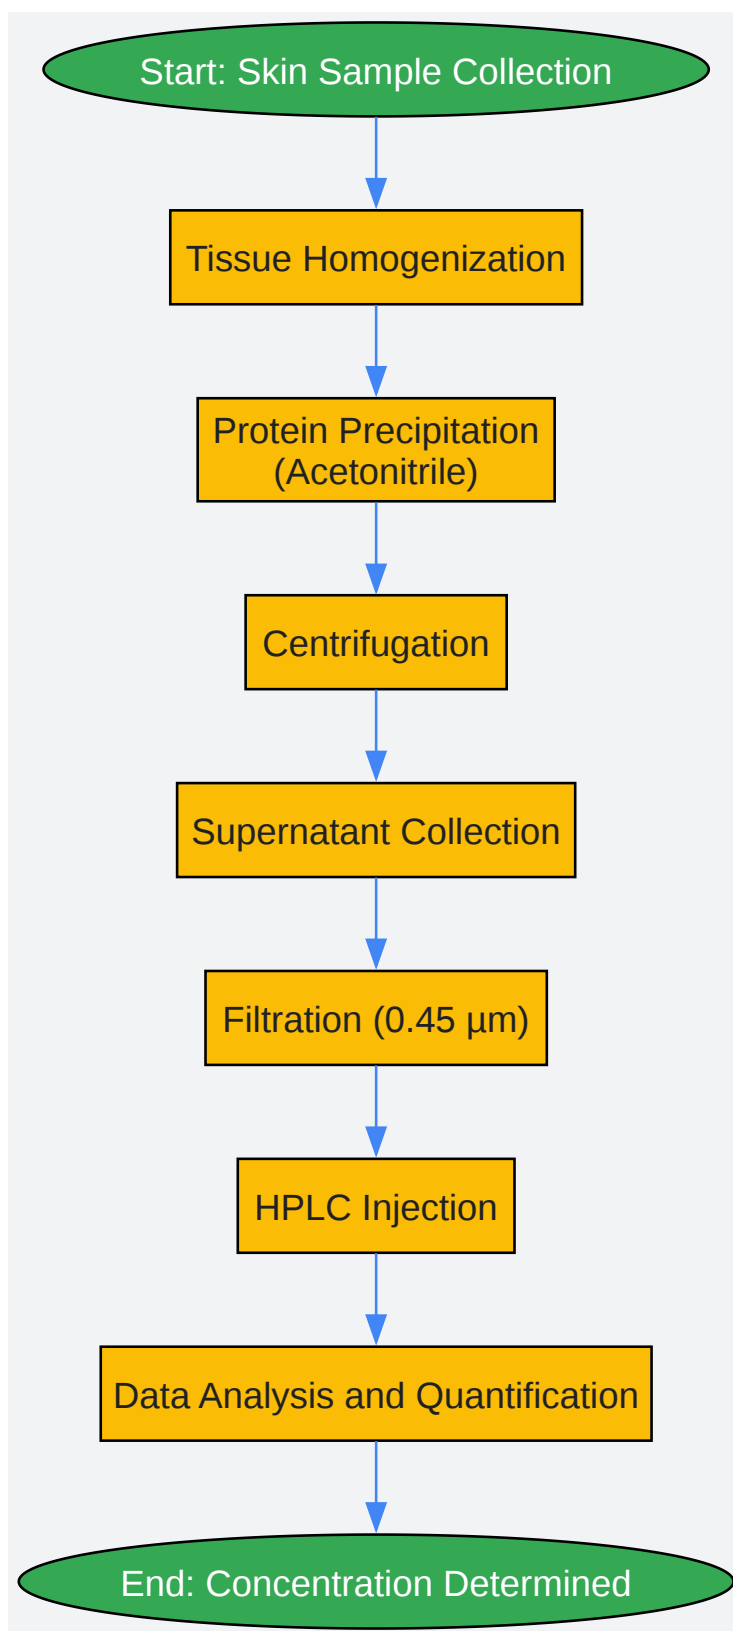 Start: Skin Sample Collection
Tissue Homogenization
Protein Precipitation
(Acetonitrile)
Centrifugation
Supernatant Collection
Filtration (0.45 µm)
HPLC Injection
Data Analysis and Quantification
End: Concentration Determined